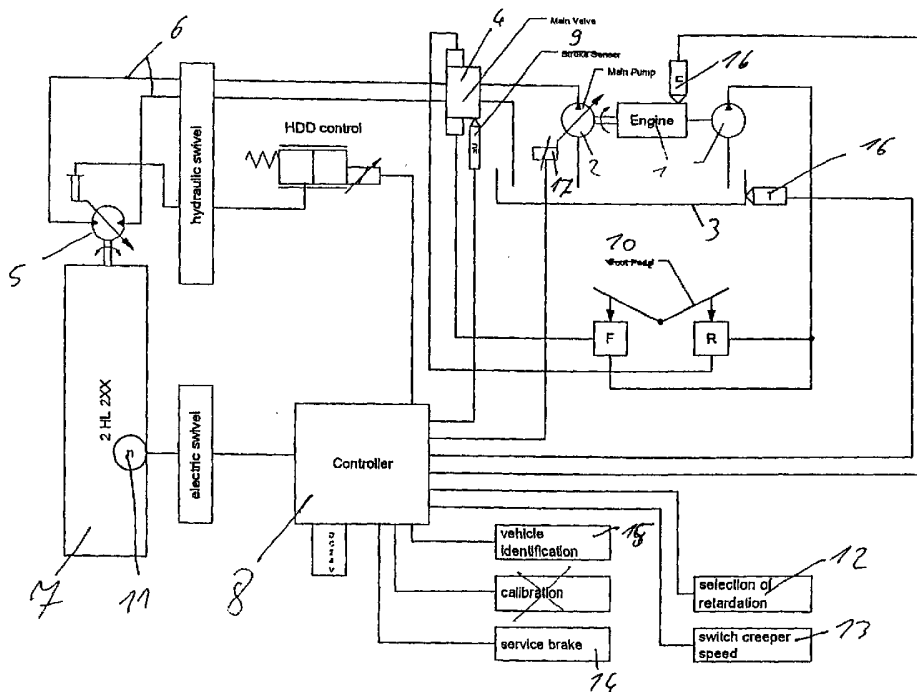 6
4
Main Valve
9
Stroke Sensor
Main Pump
16
n
Engine
HDD control
hydraulic swivel
2
1
17
T
16
3
5
10
Foot Pedal
F
R
2 HL 2XX
n
electric swivel
Controller
vehicle
identification
15
calibration
service brake
selection of
retardation
12
switch creeper
speed
13
14
7
11
8